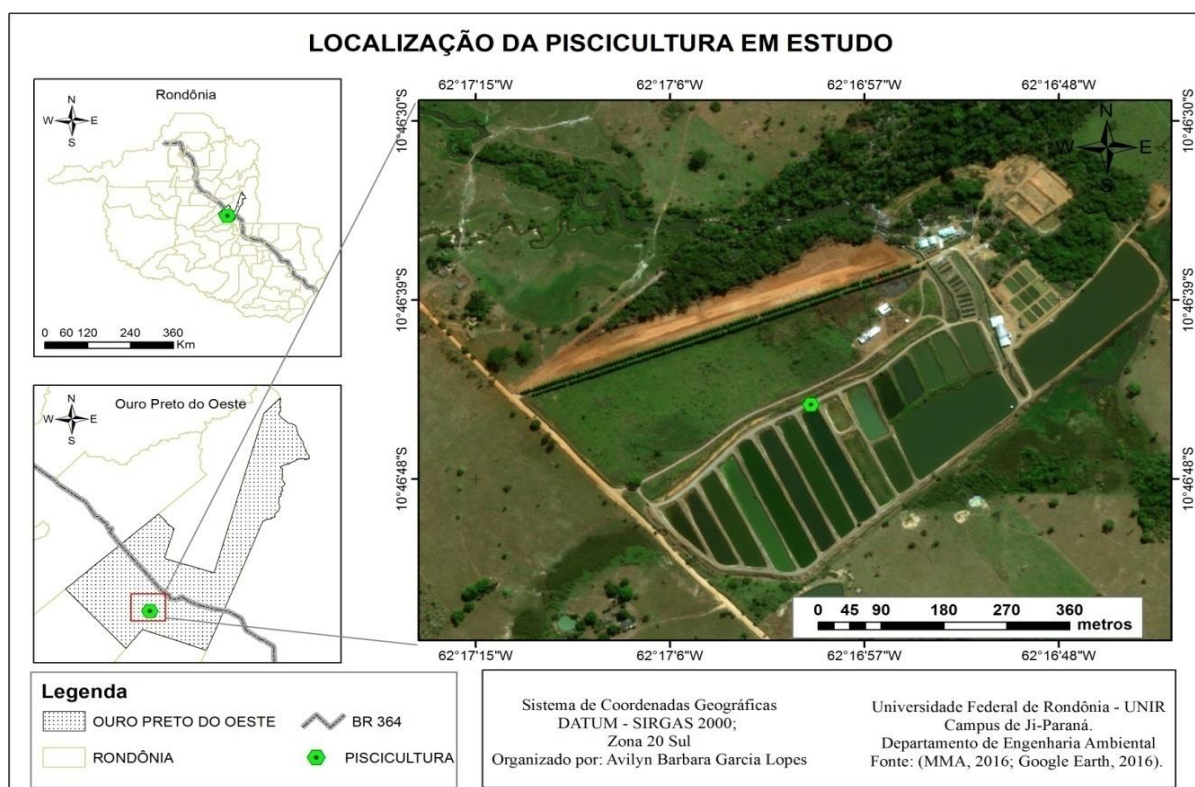 LOCALIZAÇÃO DA PISCICULTURA EM ESTUDO
Rondônia
N
W E
S
0 60 120 240 360
Km
Ouro Preto do Oeste
N
W E
S
62°17'15"W 62°17'6"W 62°16'57"W 62°16'48"W
10°46'30"S 10°46'30"S
N
W E
S
10°46'39"S 10°46'39"S
10°46'48"S 10°46'48"S
0 45 90 180 270 360
metros
62°17'15"W 62°17'6"W 62°16'57"W 62°16'48"W
Legenda
OURO PRETO DO OESTE
BR 364
RONDÔNIA
PISCICULTURA
Sistema de Coordenadas Geográficas
DATUM - SIRGAS 2000;
Zona 20 Sul
Organizado por: Avilyn Barbara Garcia Lopes
Universidade Federal de Rondônia - UNIR
Campus de Ji-Paraná.
Departamento de Engenharia Ambiental
Fonte: (MMA, 2016; Google Earth, 2016).